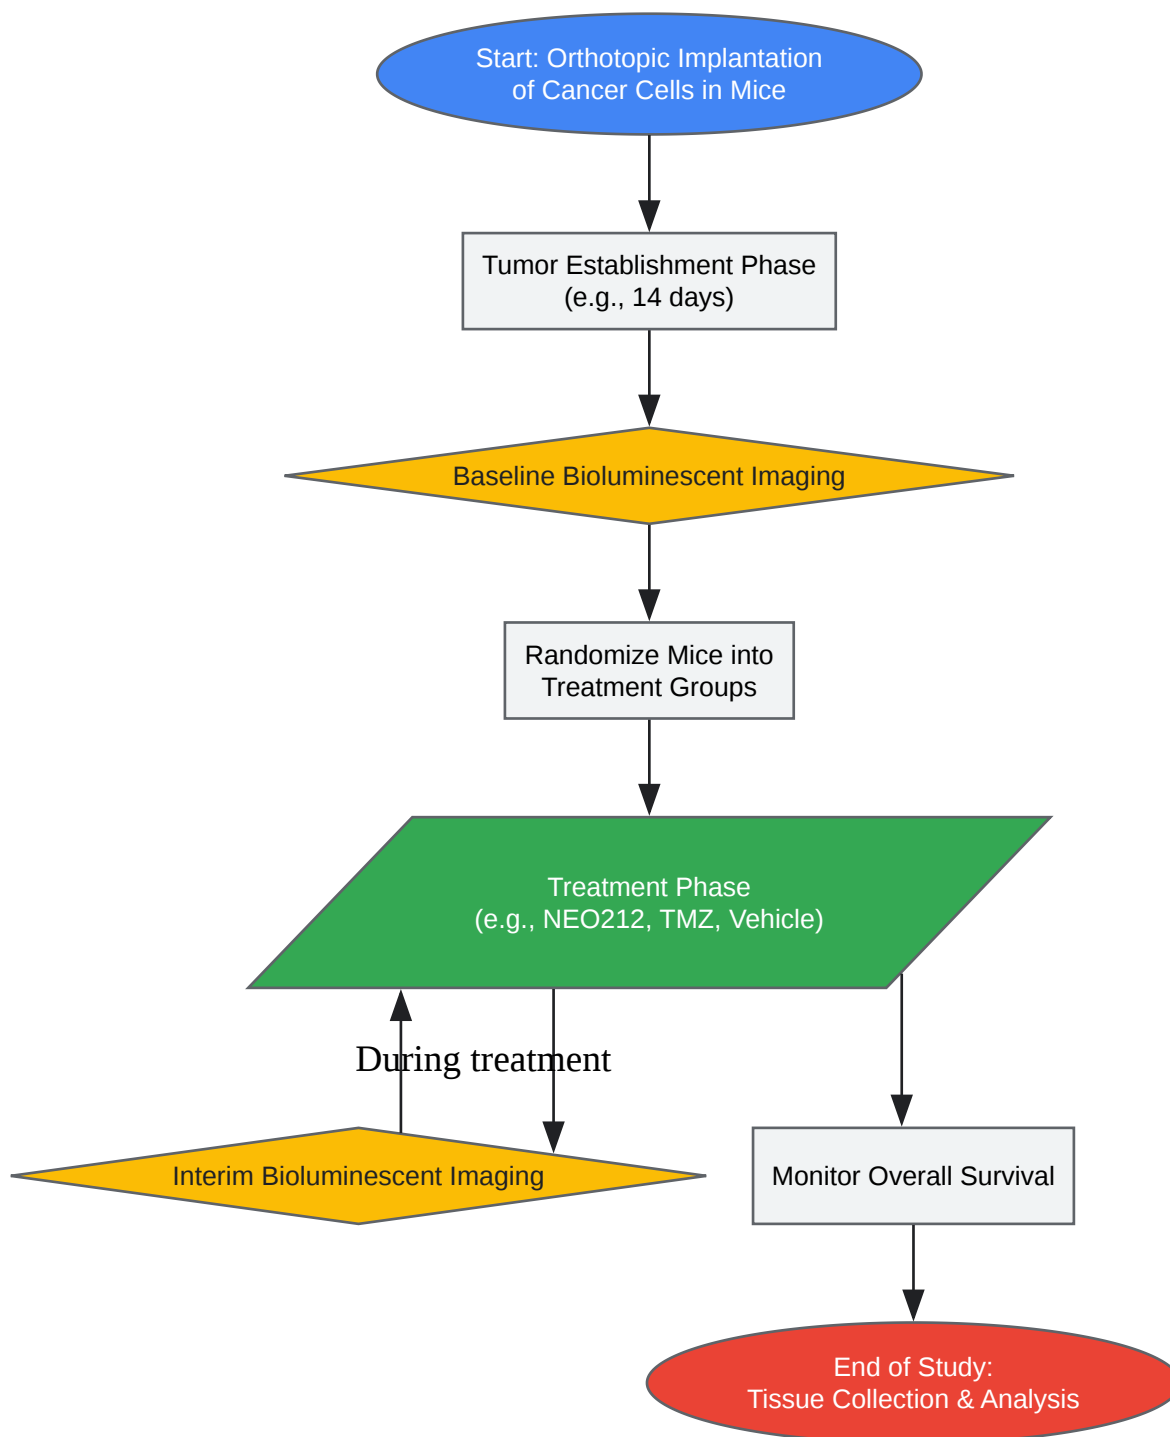 Start: Orthotopic Implantation
of Cancer Cells in Mice
Tumor Establishment Phase
(e.g., 14 days)
Baseline Bioluminescent Imaging
Randomize Mice into
Treatment Groups
Treatment Phase
(e.g., NEO212, TMZ, Vehicle)
During treatment
Interim Bioluminescent Imaging
Monitor Overall Survival
End of Study:
Tissue Collection & Analysis